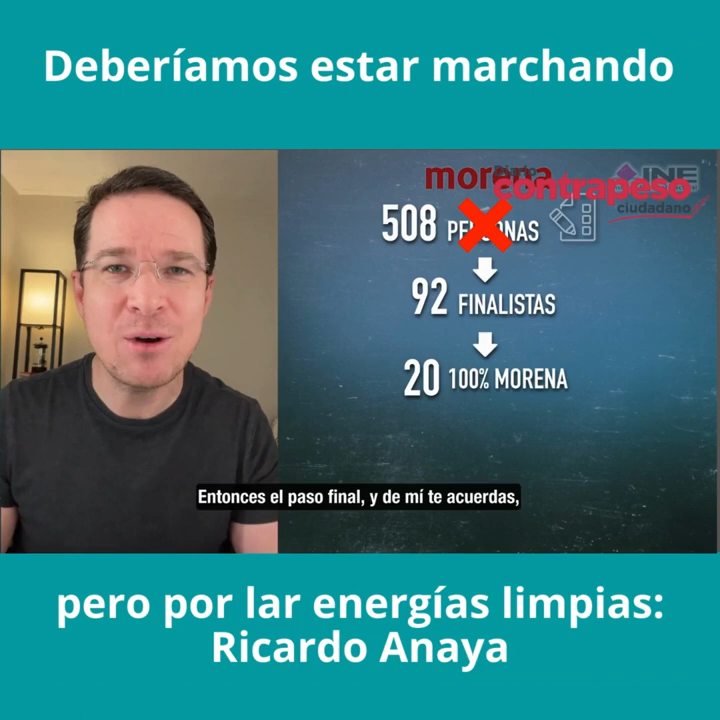 Deberíamos estar marchando
morena
INE
contrapeso
ciudadano
508 PERSONAS
92 FINALISTAS
20 100% MORENA
Entonces el paso final, y de mí te acuerdas,
pero por lar energías limpias:
Ricardo Anaya